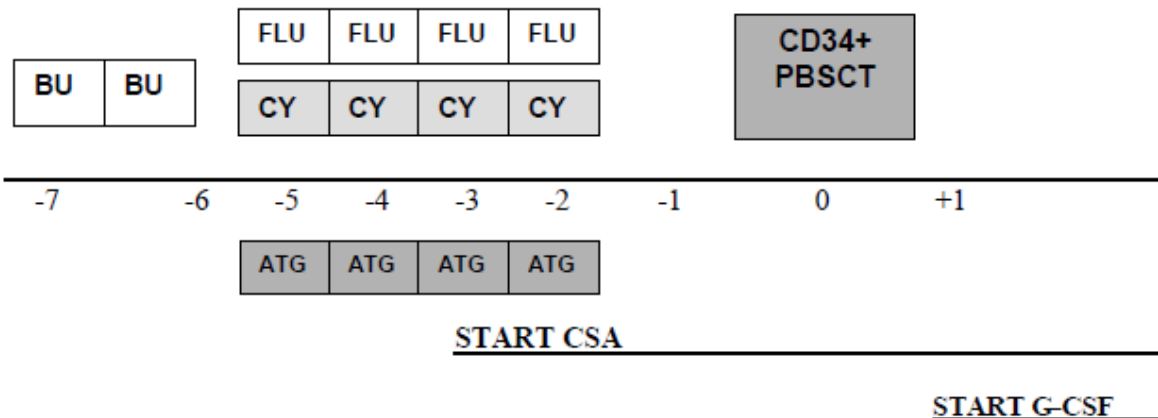 FLU FLU FLU FLU
CD34+
PBSCT
BU BU
CY CY CY CY
-7 -6 -5 -4 -3 -2 -1 0 +1
ATG ATG ATG ATG
START CSA
START G-CSF